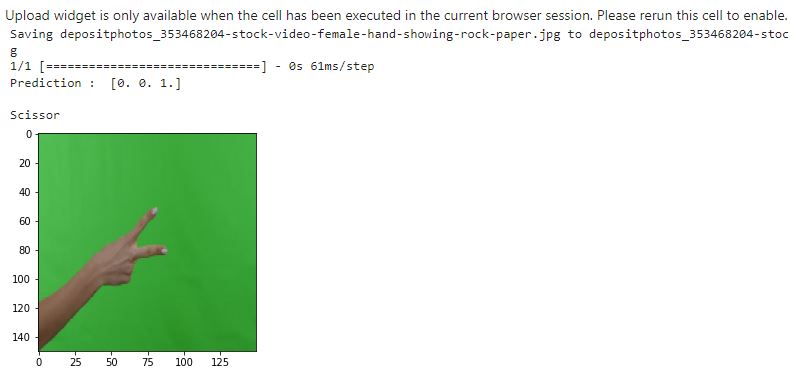 Upload widget is only available when the cell has been executed in the current browser session. Please rerun this cell to enable.
Saving depositphotos_353468204-stock-video-female-hand-showing-rock-paper.jpg to depositphotos_353468204-stoc
g
1/1 [==============================] - 0s 61ms/step
Prediction :  [0. 0. 1.]
Scissor
0
20
40
60
80
100
120
140
0 25 50 75 100 125